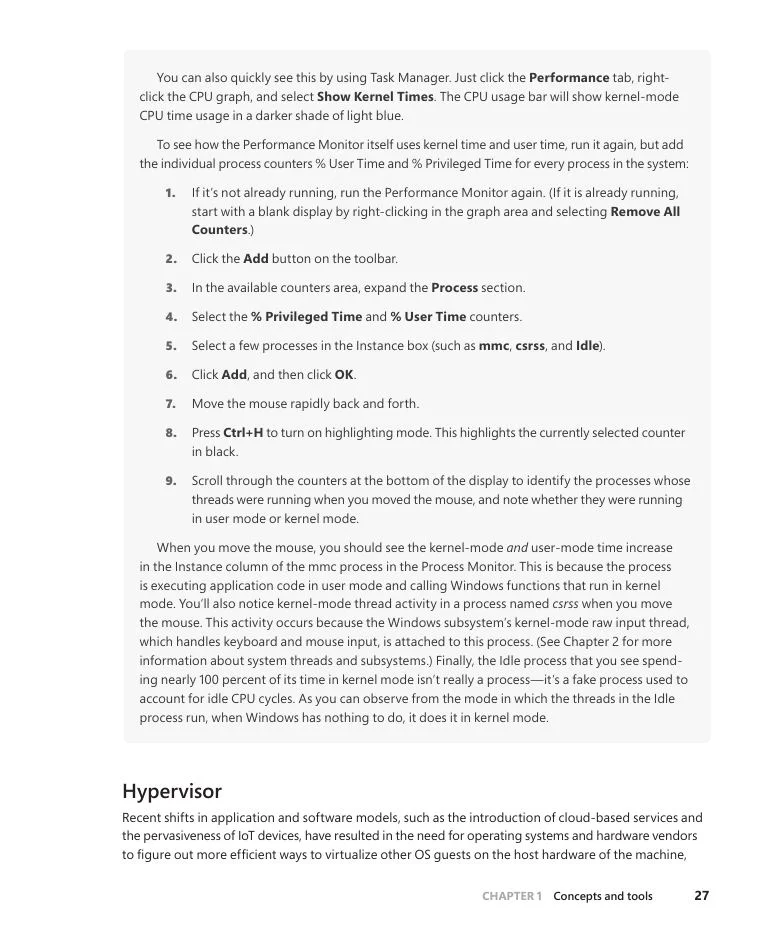 You can also quickly see this by using Task Manager. Just click the Performance tab, right-
click the CPU graph, and select Show Kernel Times. The CPU usage bar will show kernel-mode
CPU time usage in a darker shade of light blue.
To see how the Performance Monitor itself uses kernel time and user time, run it again, but add
the individual process counters % User Time and % Privileged Time for every process in the system:
1. If it’s not already running, run the Performance Monitor again. (If it is already running,
start with a blank display by right-clicking in the graph area and selecting Remove All
Counters.)
2. Click the Add button on the toolbar.
3. In the available counters area, expand the Process section.
4. Select the % Privileged Time and % User Time counters.
5. Select a few processes in the Instance box (such as mmc, csrss, and Idle).
6. Click Add, and then click OK.
7. Move the mouse rapidly back and forth.
8. Press Ctrl+H to turn on highlighting mode. This highlights the currently selected counter
in black.
9. Scroll through the counters at the bottom of the display to identify the processes whose
threads were running when you moved the mouse, and note whether they were running
in user mode or kernel mode.
When you move the mouse, you should see the kernel-mode and user-mode time increase
in the Instance column of the mmc process in the Process Monitor. This is because the process
is executing application code in user mode and calling Windows functions that run in kernel
mode. You’ll also notice kernel-mode thread activity in a process named csrss when you move
the mouse. This activity occurs because the Windows subsystem’s kernel-mode raw input thread,
which handles keyboard and mouse input, is attached to this process. (See Chapter 2 for more
information about system threads and subsystems.) Finally, the Idle process that you see spend-
ing nearly 100 percent of its time in kernel mode isn’t really a process—it’s a fake process used to
account for idle CPU cycles. As you can observe from the mode in which the threads in the Idle
process run, when Windows has nothing to do, it does it in kernel mode.
Hypervisor
Recent shifts in application and software models, such as the introduction of cloud-based services and
the pervasiveness of IoT devices, have resulted in the need for operating systems and hardware vendors
to figure out more efficient ways to virtualize other OS guests on the host hardware of the machine,
CHAPTER 1 Concepts and tools 27